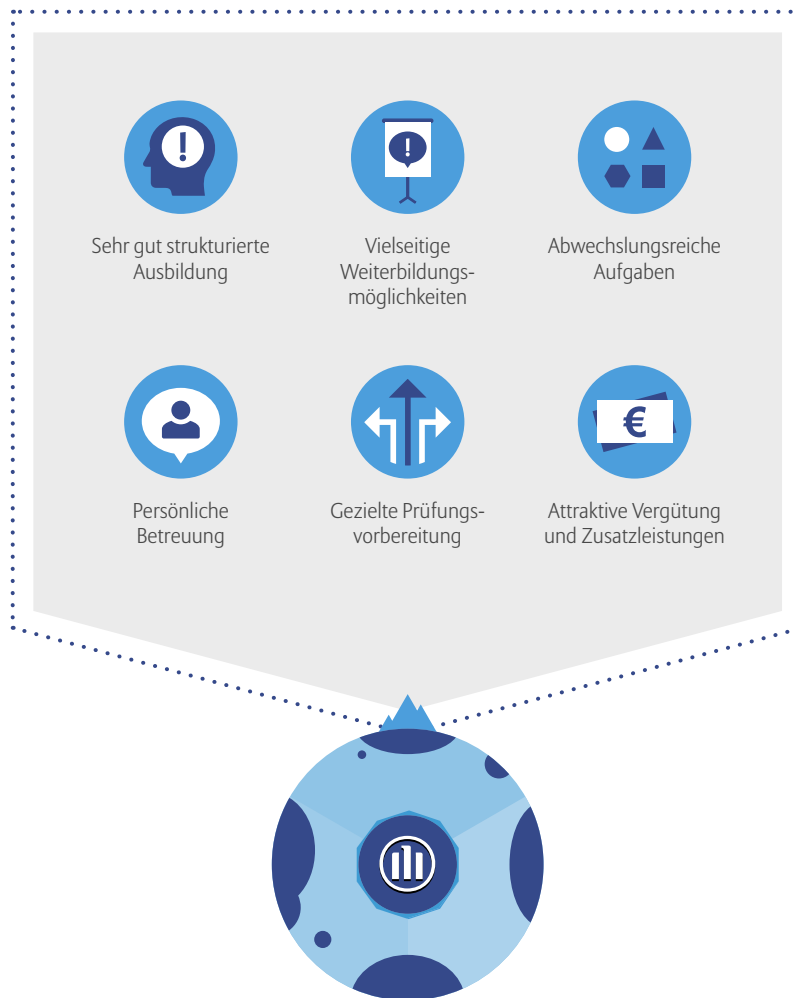 Sehr gut strukturierte
Ausbildung
Vielseitige
Weiterbildungs-
möglichkeiten
Abwechslungsreiche
Aufgaben
Persönliche
Betreuung
Gezielte Prüfungs-
vorbereitung
€
Attraktive Vergütung
und Zusatzleistungen